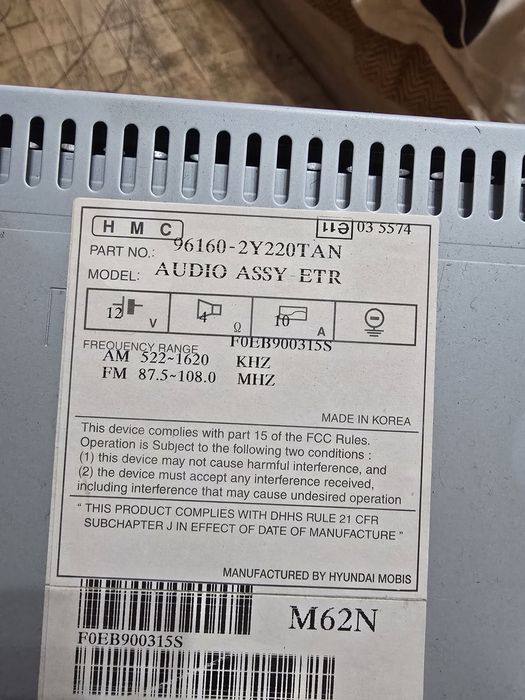 H M C e11 03 5574
PART NO.: 96160-2Y220TAN
MODEL: AUDIO ASSY-ETR
12 V 4 Ω 10 A
F0EB900315S
FREQUENCY RANGE
AM 522~1620 KHZ
FM 87.5~108.0 MHZ
MADE IN KOREA
This device complies with part 15 of the FCC Rules.
Operation is Subject to the following two conditions :
(1) this device may not cause harmful interference, and
(2) the device must accept any interference received,
including interference that may cause undesired operation
“ THIS PRODUCT COMPLIES WITH DHHS RULE 21 CFR
SUBCHAPTER J IN EFFECT OF DATE OF MANUFACTURE ”
MANUFACTURED BY HYUNDAI MOBIS
M62N
F0EB900315S